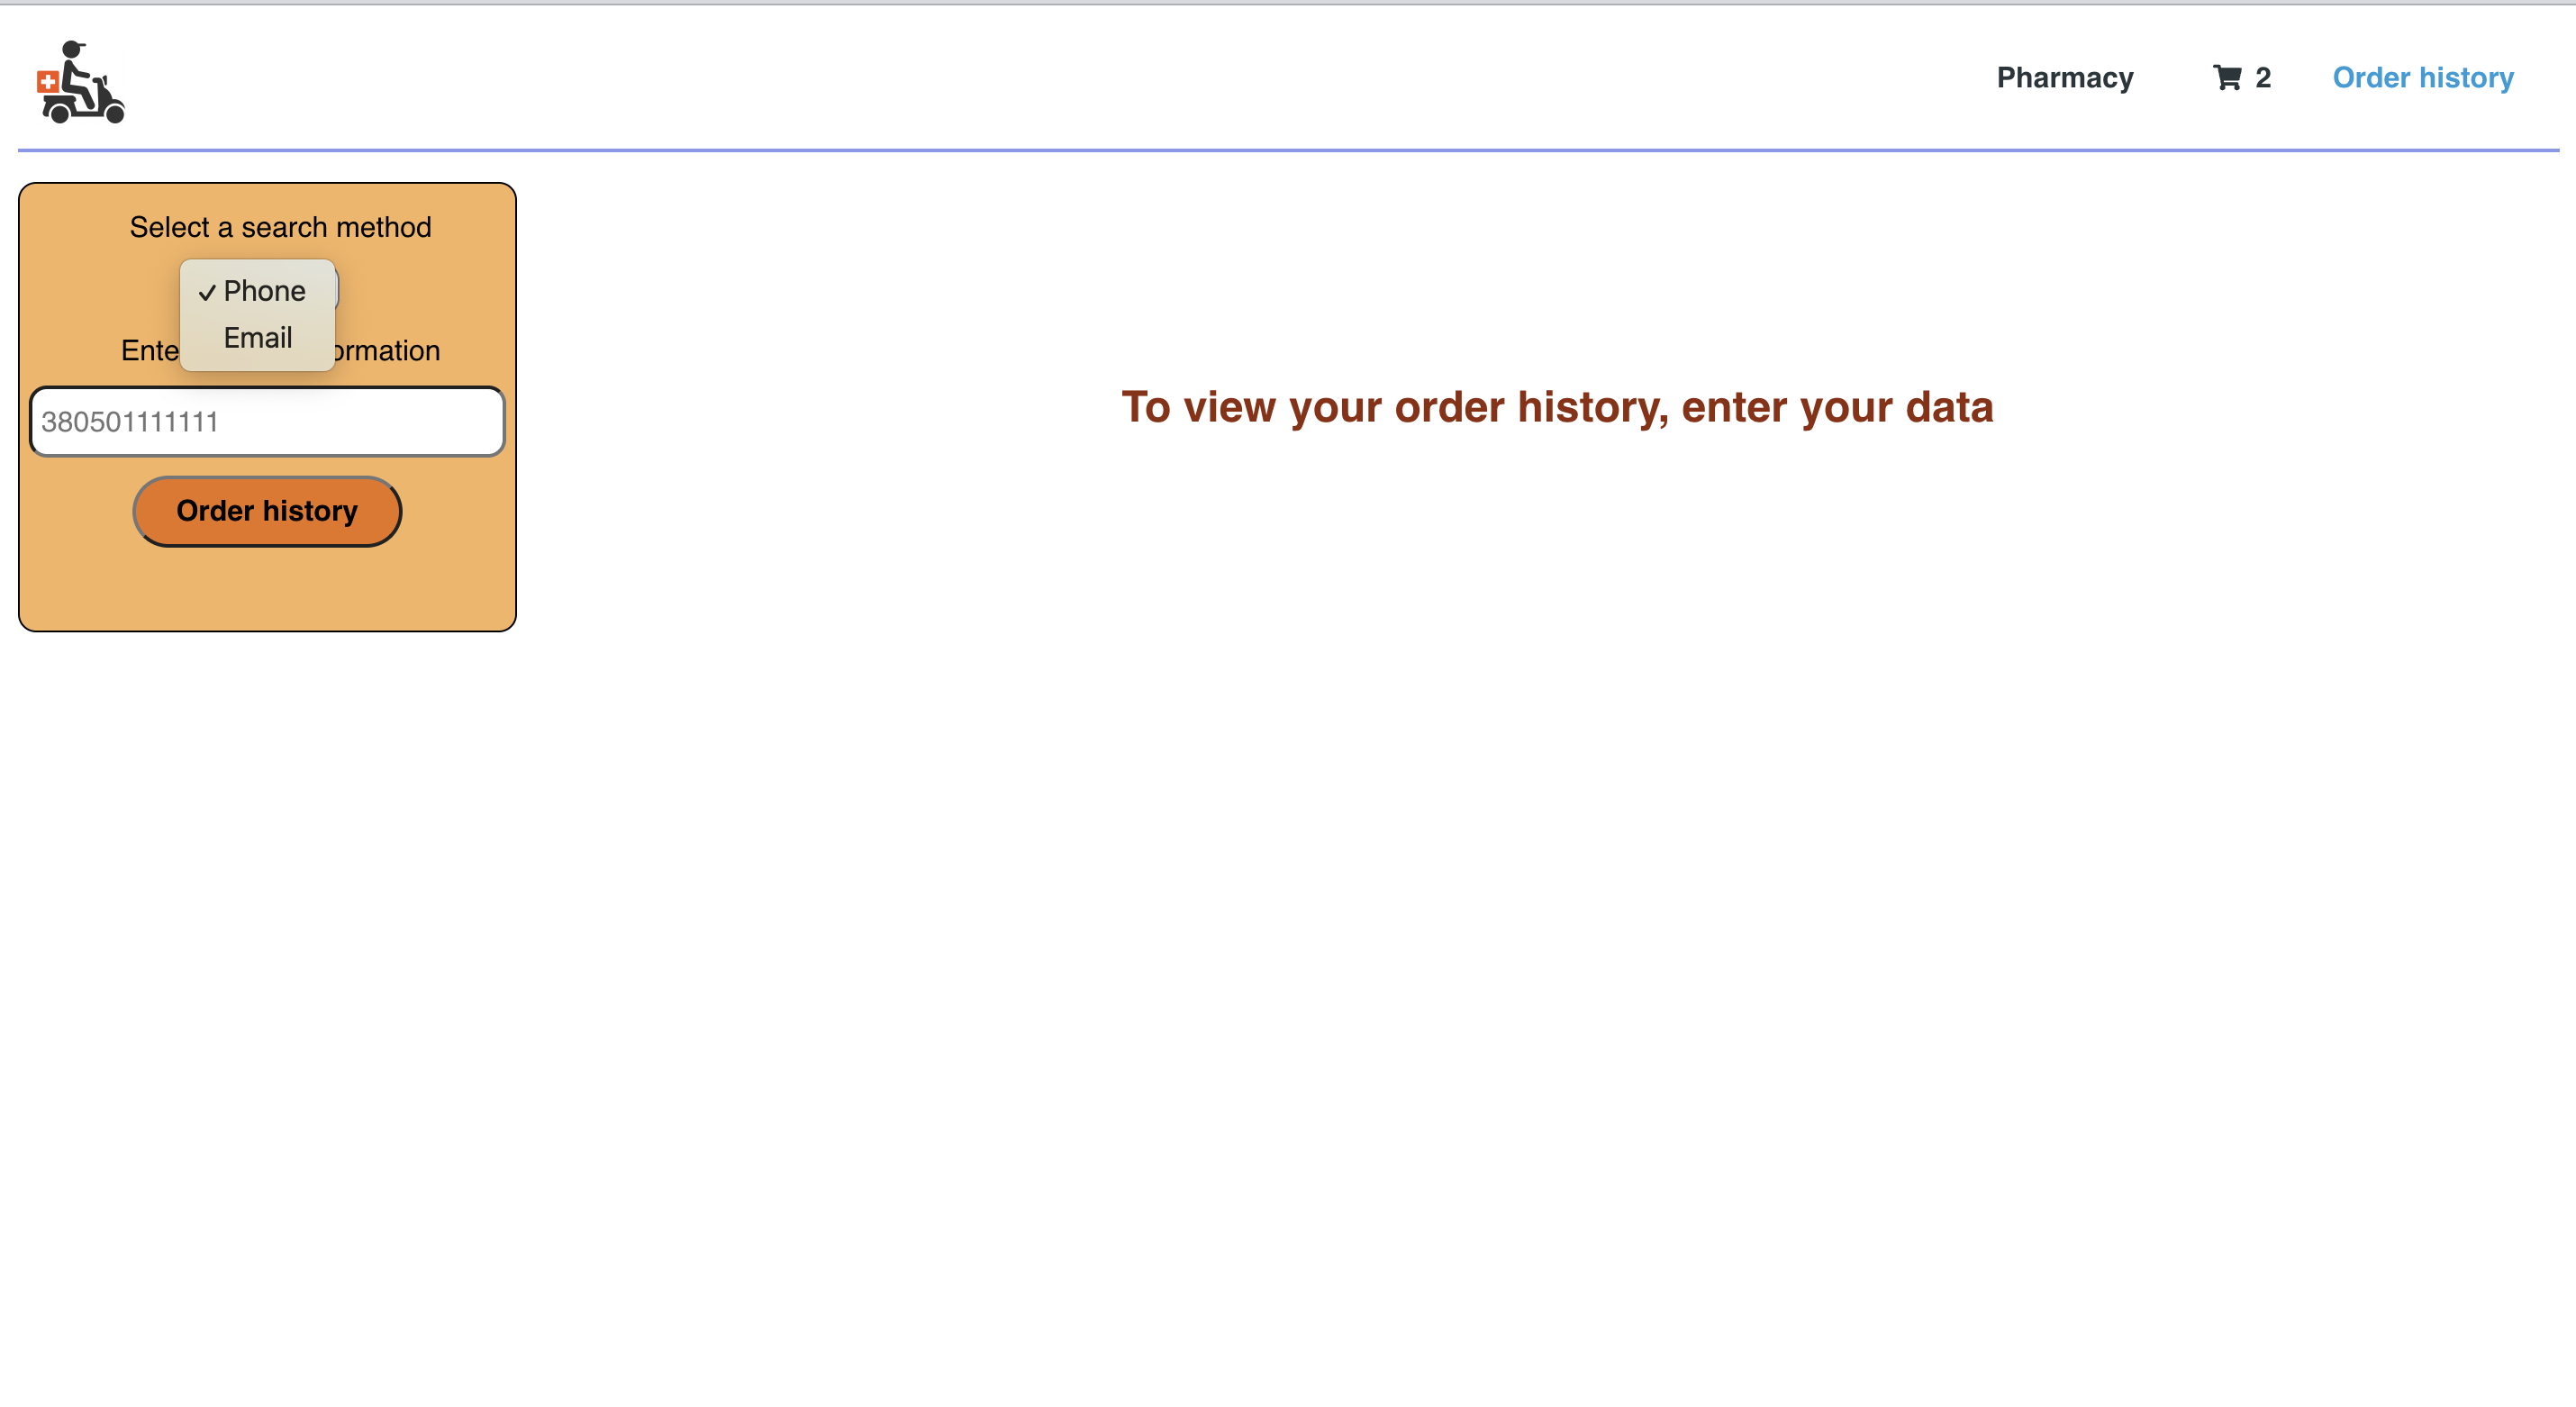 Pharmacy 2 Order history
Select a search method
✓ Phone
Email
Ente ormation
380501111111
Order history
To view your order history, enter your data